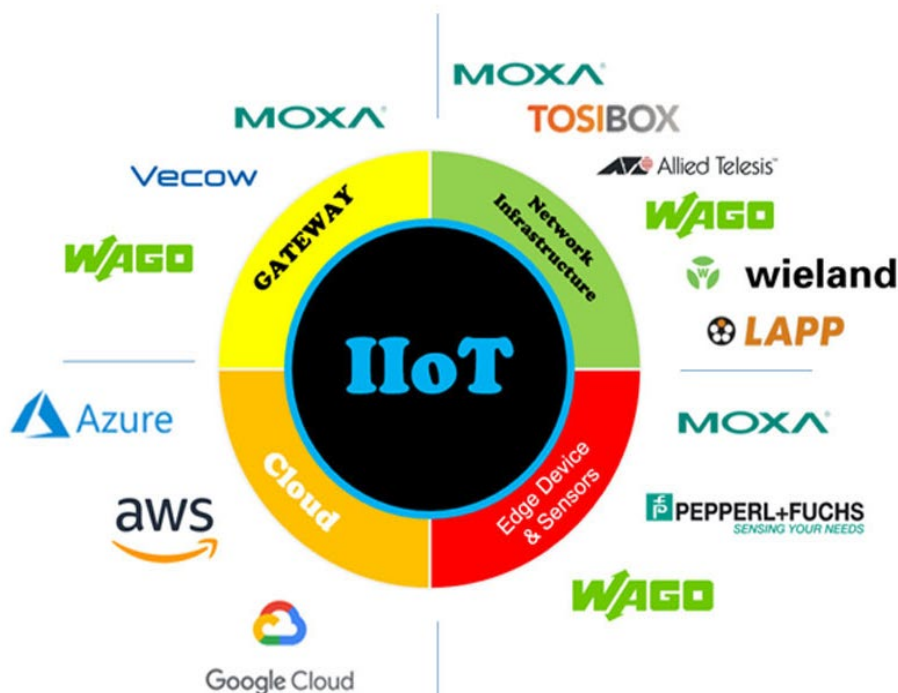 MOXA®
MOXA®
TOSIBOX
Vecow
Allied Telesis™
WAGO
WAGO
wieland
W
LAPP
GATEWAY
Network
Infrastructure
IIoT
Cloud
Edge Device
& Sensors
Azure
aws
Google Cloud
MOXA®
PEPPERL+FUCHS
SENSING YOUR NEEDS
WAGO